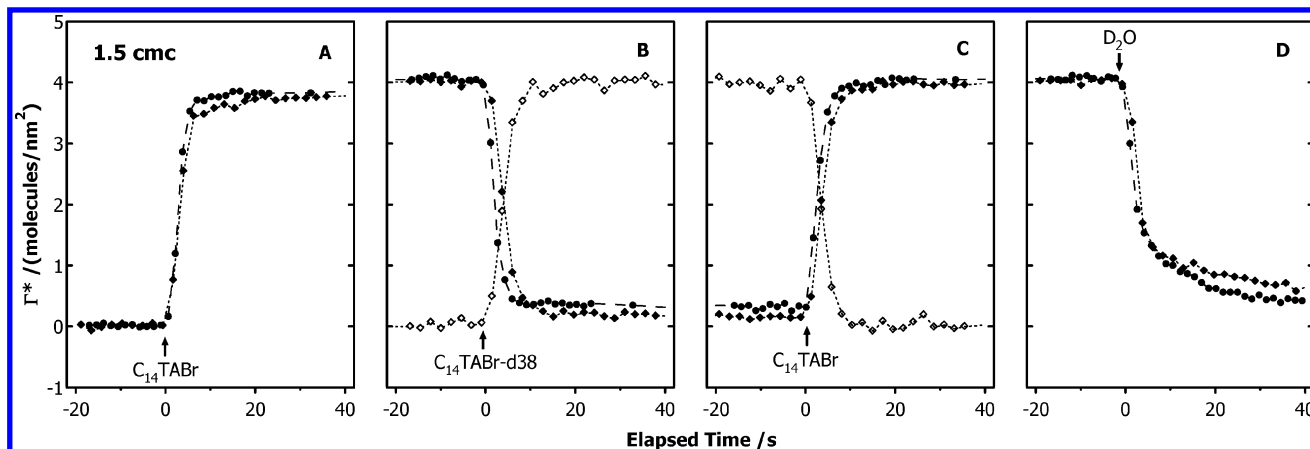 1.5 cmc
A
B
C
D
D₂O
5
4
3
2
1
0
-1
Γ* /(molecules/nm²)
C₁₄TABr
C₁₄TABr-d38
C₁₄TABr
-20 0 20 40
-20 0 20 40
-20 0 20 40
-20 0 20 40
Elapsed Time /s